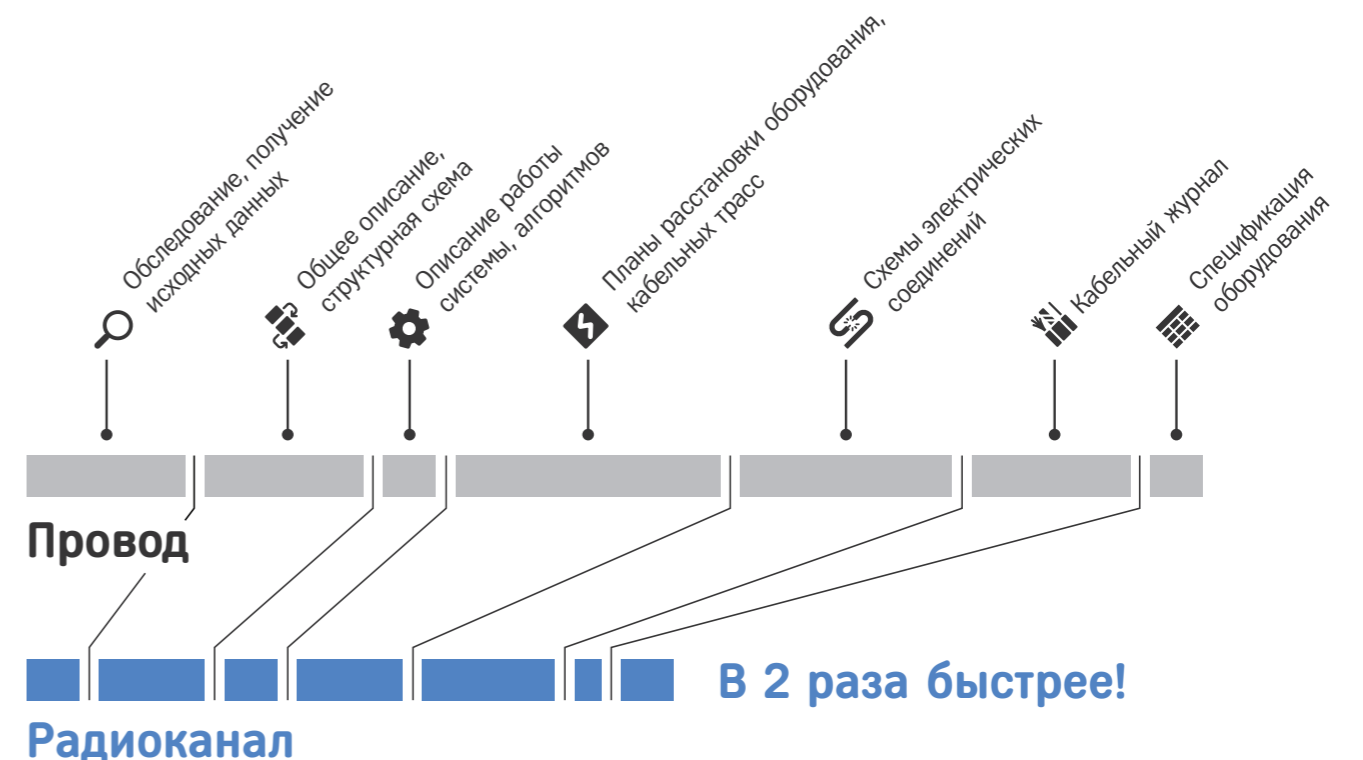 Обследование, получение
исходных данных
Общее описание,
структурная схема
Описание работы
системы, алгоритмов
Планы расстановки оборудования,
кабельных трасс
Схемы электрических
соединений
Кабельный журнал
Спецификация
оборудования
Провод
В 2 раза быстрее!
Радиоканал